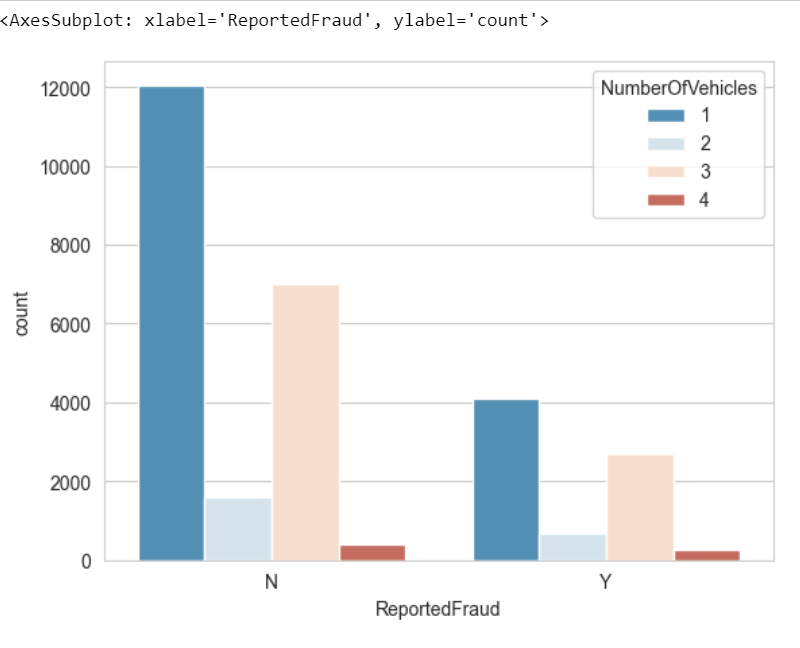 <AxesSubplot: xlabel='ReportedFraud', ylabel='count'>
NumberOfVehicles
1
2
3
4
12000
10000
8000
6000
4000
2000
0
count
N Y
ReportedFraud